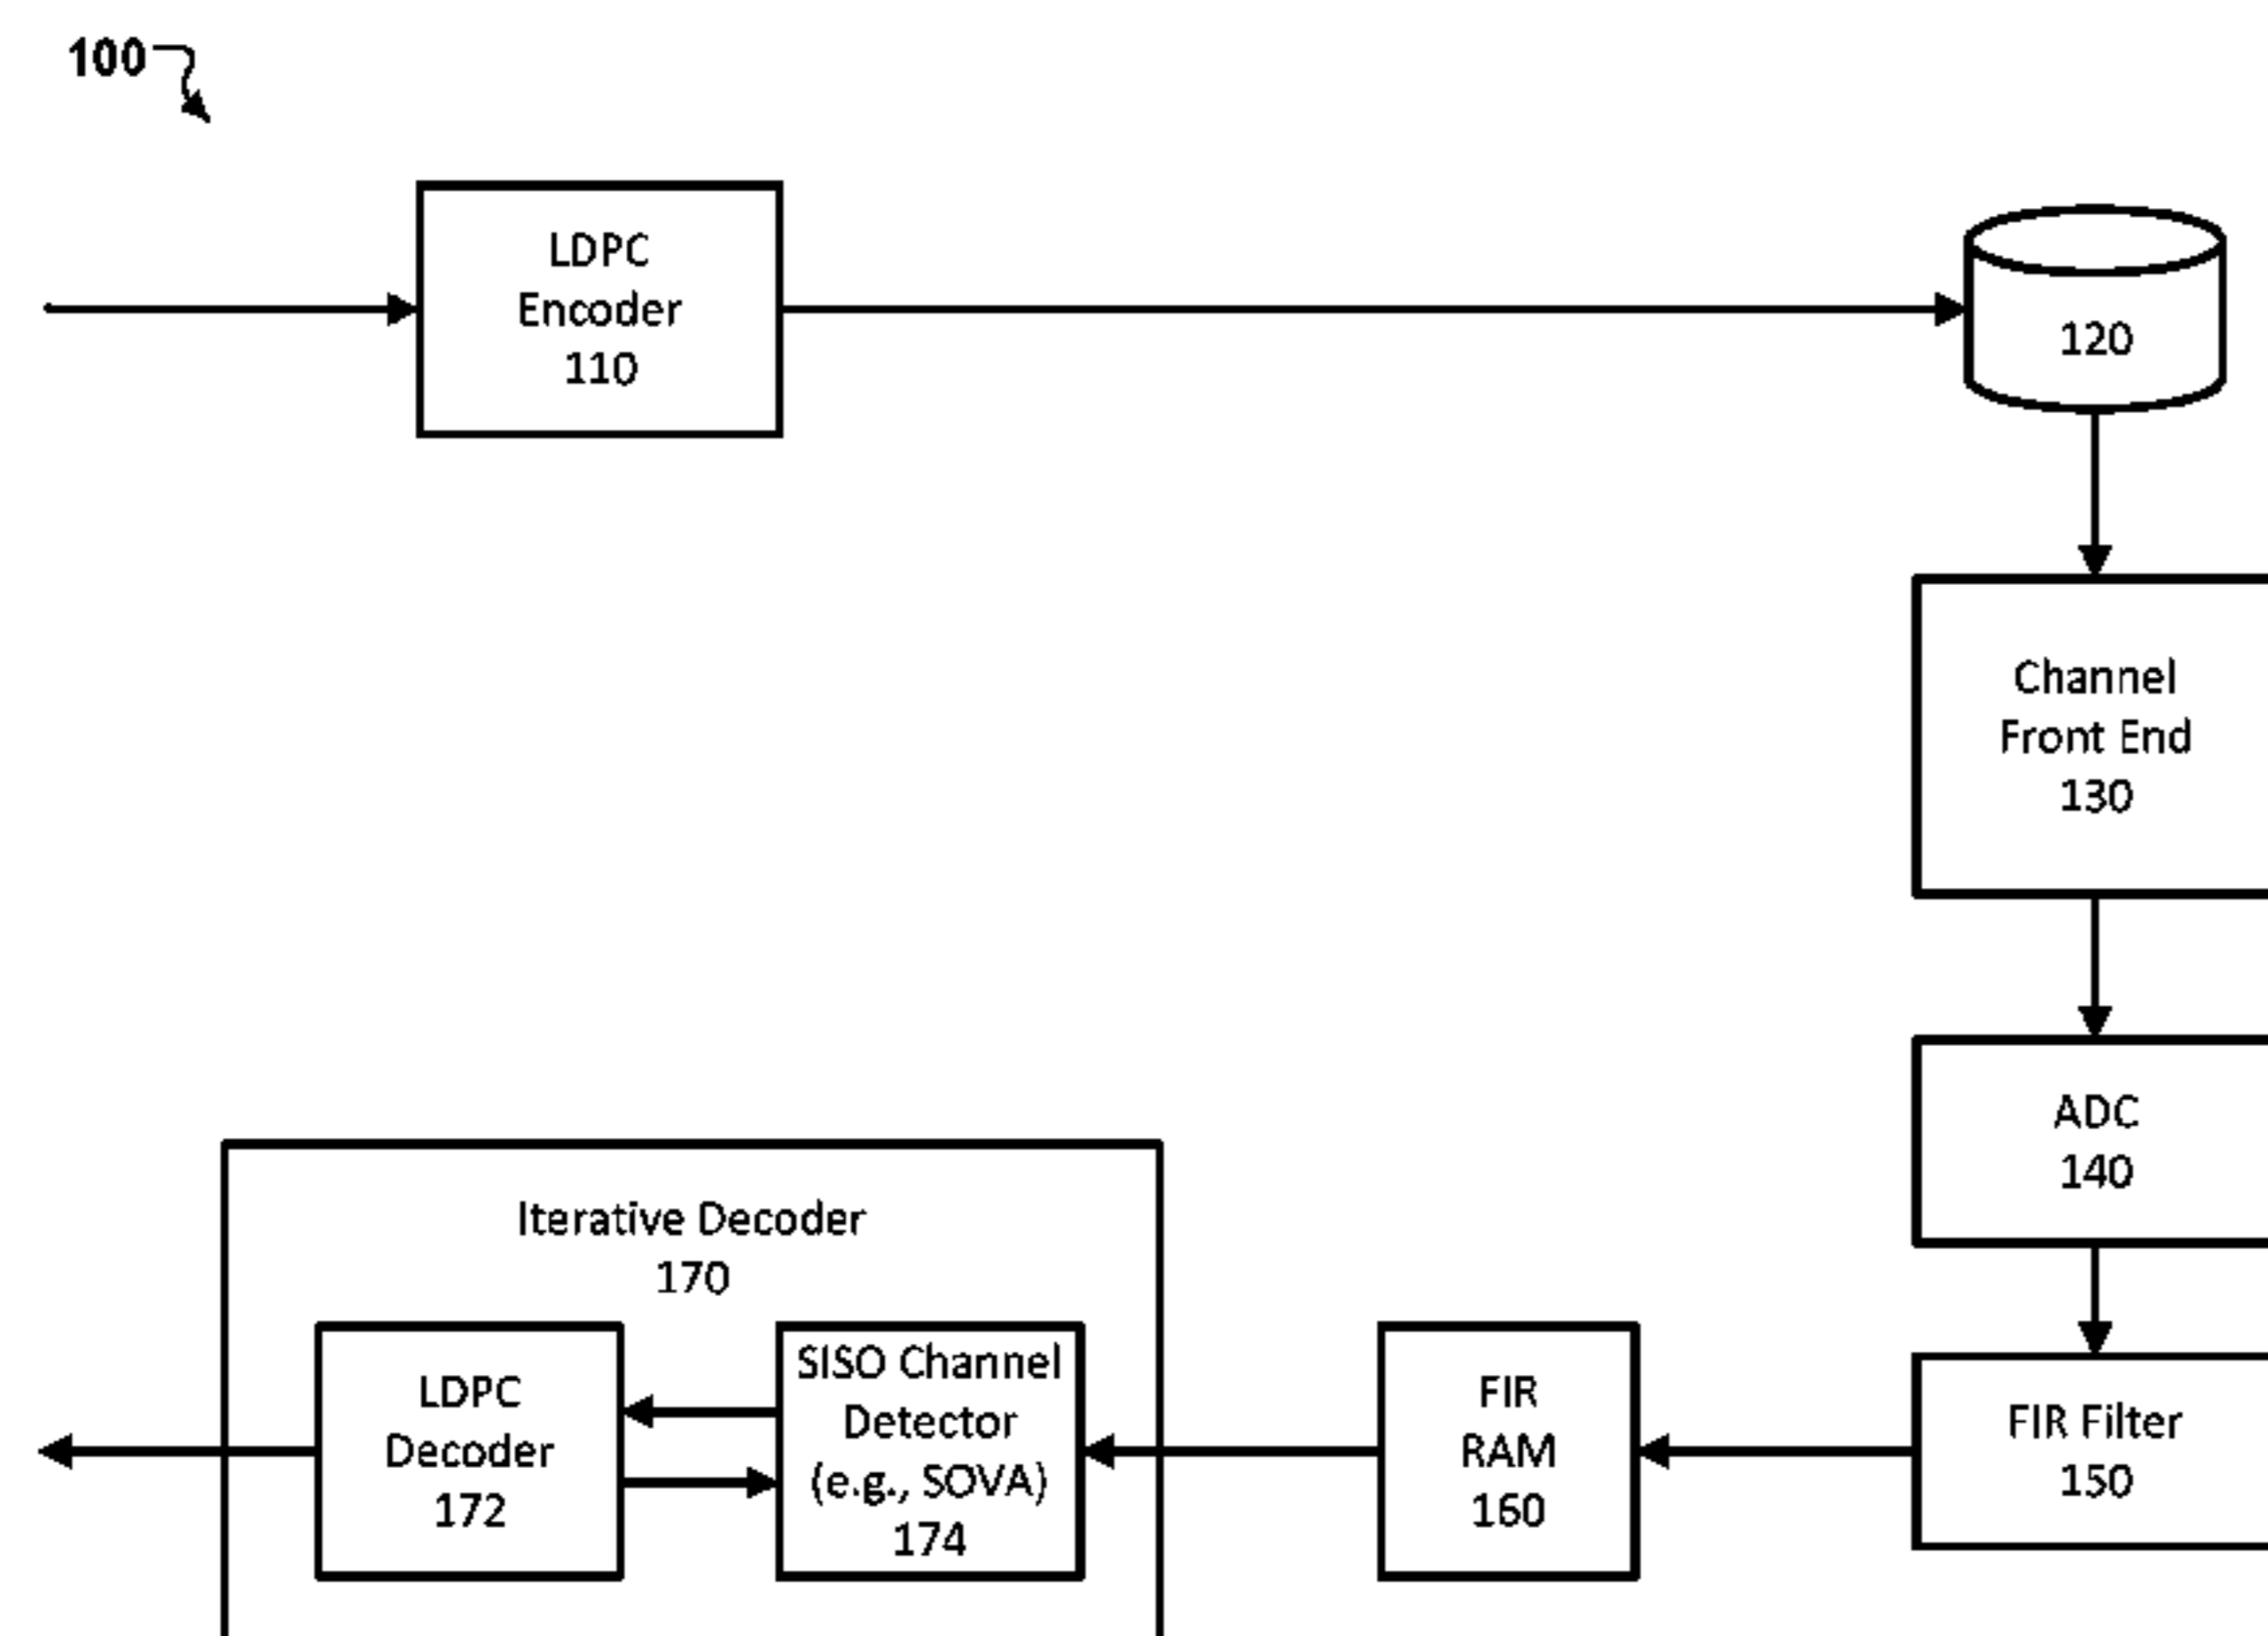 100
LDPC
Encoder
110
120
Channel
Front End
130
ADC
140
Iterative Decoder
170
LDPC
Decoder
172
SISO Channel
Detector
(e.g., SOVA)
174
FIR
RAM
160
FIR Filter
150